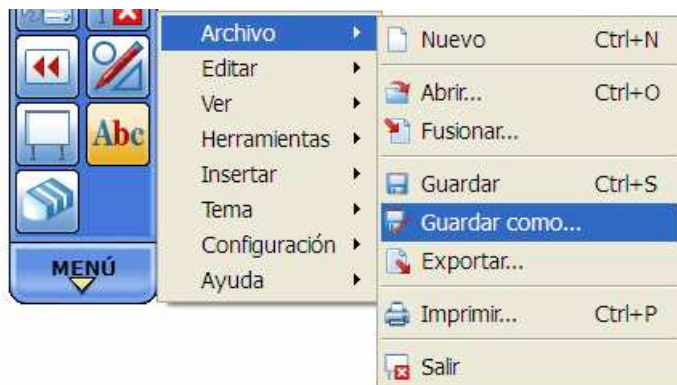 Archivo
Editar
Ver
Herramientas
Insertar
Tema
Configuración
Ayuda
Nuevo Ctrl+N
Abrir... Ctrl+O
Fusionar...
Guardar Ctrl+S
Guardar como...
Exportar...
Imprimir... Ctrl+P
Salir
Abc
MENÚ